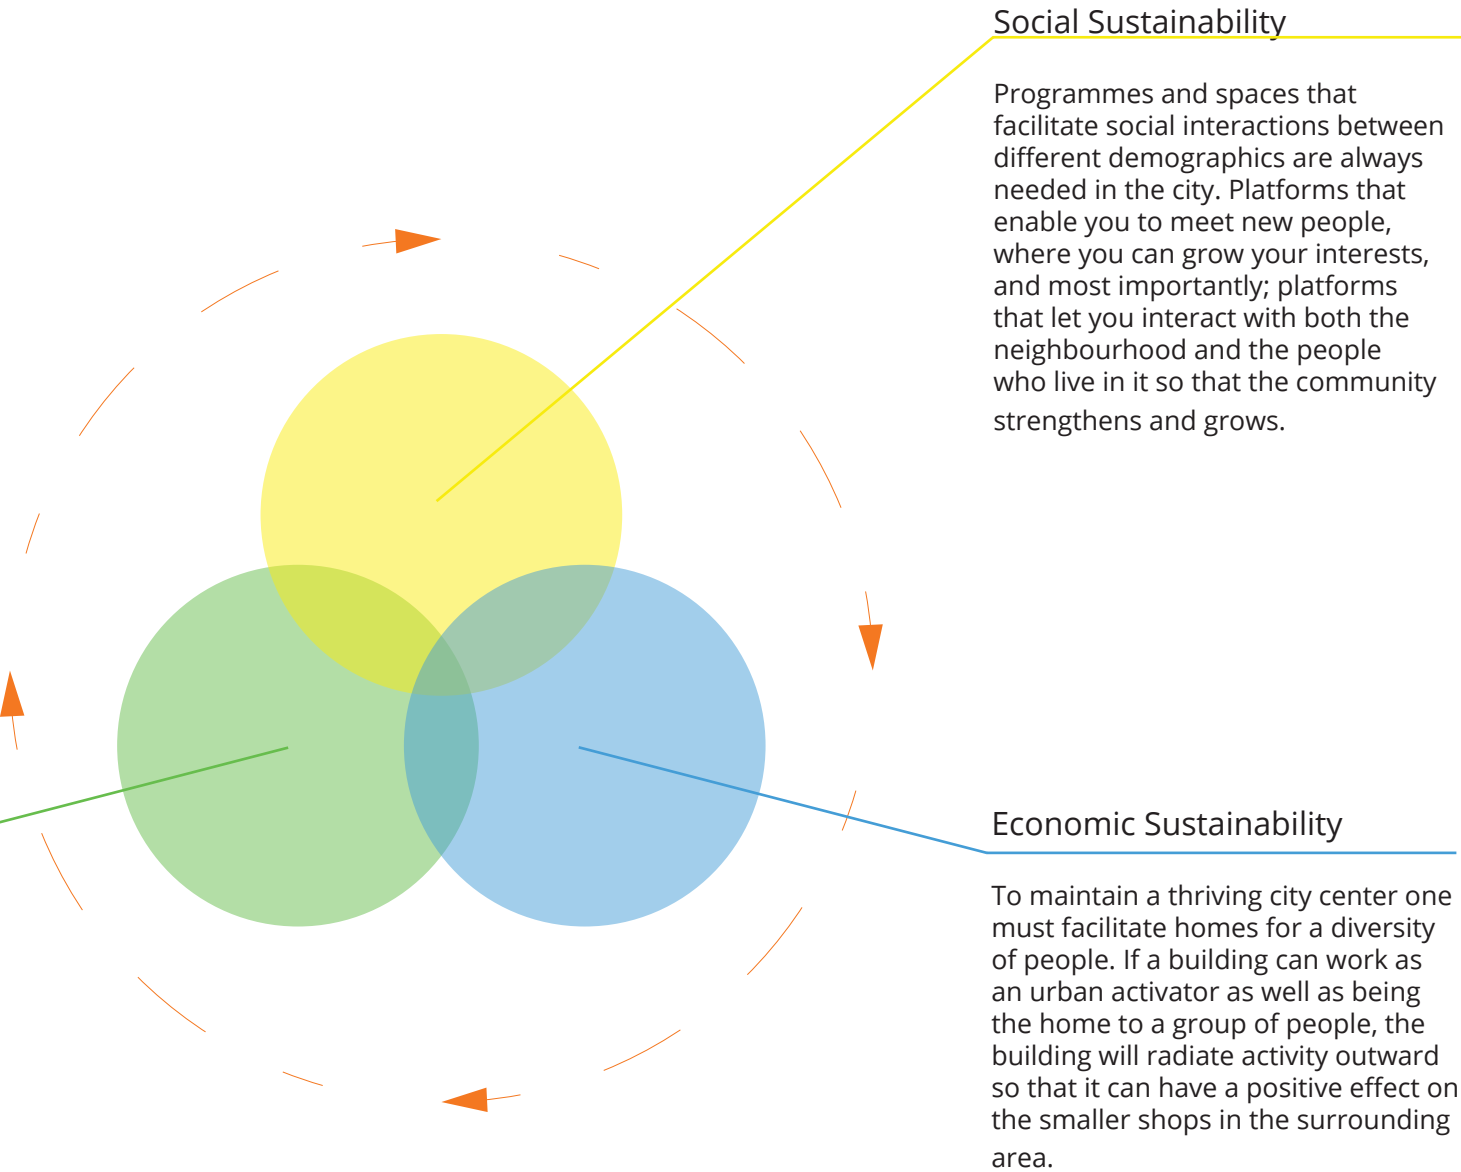 Social Sustainability
Programmes and spaces that
facilitate social interactions between
different demographics are always
needed in the city. Platforms that
enable you to meet new people,
where you can grow your interests,
and most importantly; platforms
that let you interact with both the
neighbourhood and the people
who live in it so that the community
strengthens and grows.
Economic Sustainability
To maintain a thriving city center one
must facilitate homes for a diversity
of people. If a building can work as
an urban activator as well as being
the home to a group of people, the
building will radiate activity outward
so that it can have a positive effect on
the smaller shops in the surrounding
area.